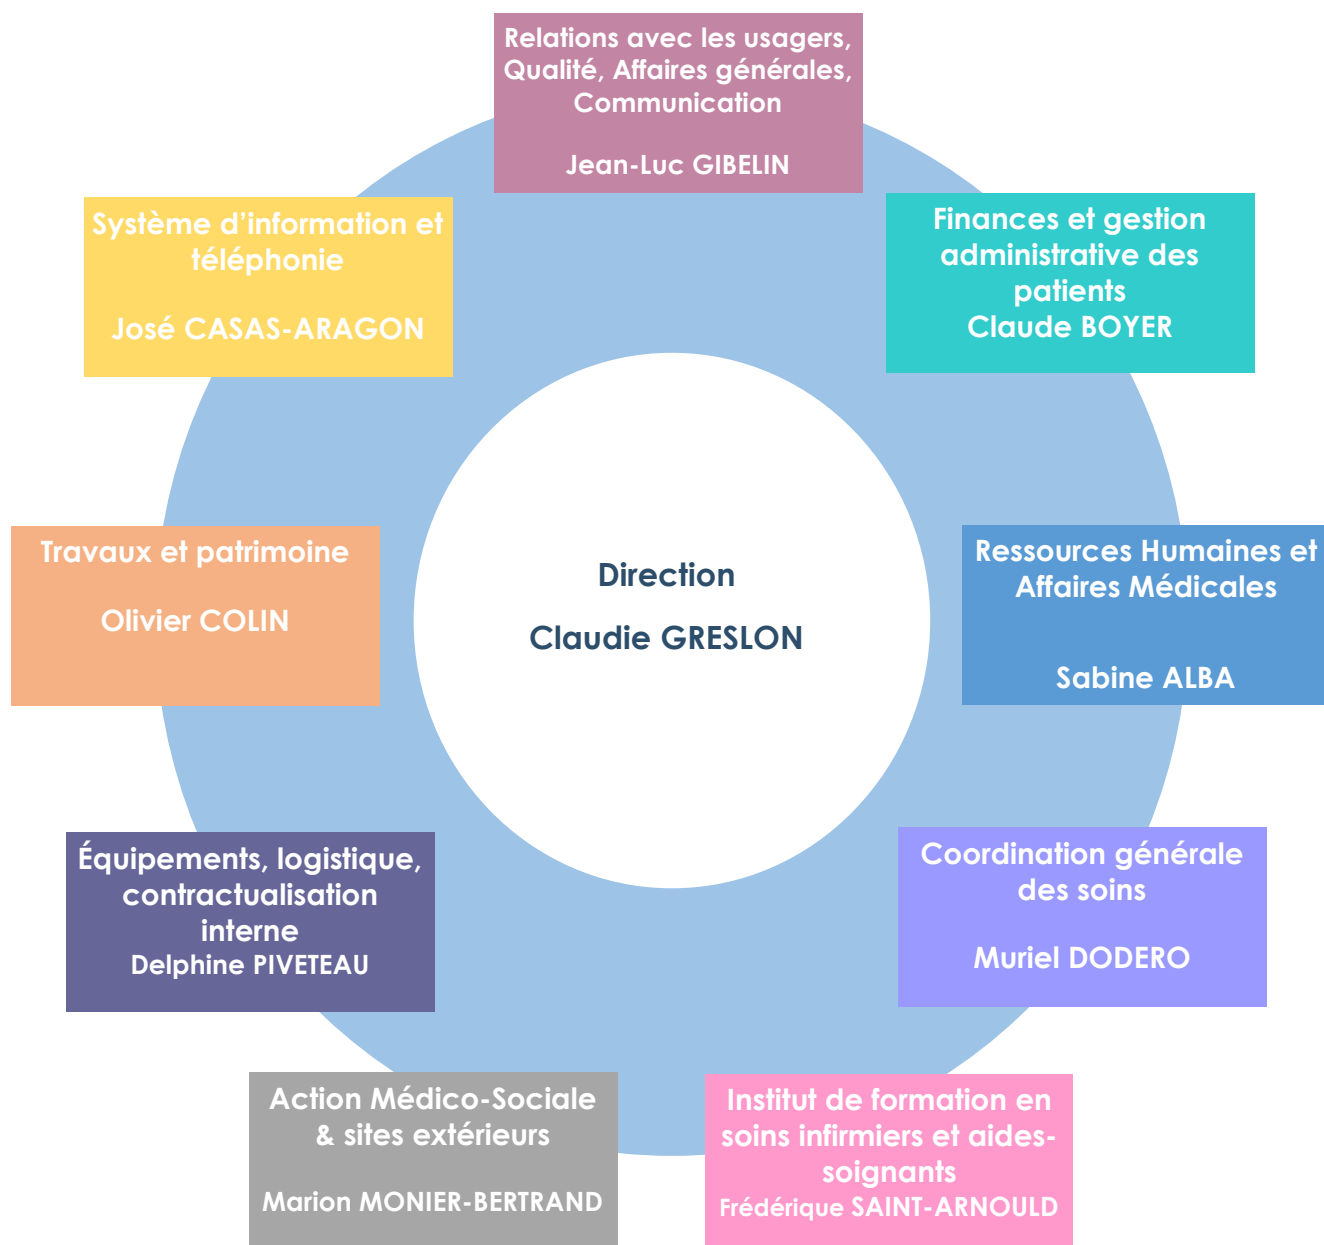 Relations avec les usagers,
Qualité, Affaires générales,
Communication
Jean-Luc GIBELIN
Système d'information et
téléphonie
José CASAS-ARAGON
Finances et gestion
administrative des
patients
Claude BOYER
Travaux et patrimoine
Olivier COLIN
Direction
Claudie GRESLON
Ressources Humaines et
Affaires Médicales
Sabine ALBA
Équipements, logistique,
contractualisation
interne
Delphine PIVETEAU
Coordination générale
des soins
Muriel DODERO
Action Médico-Sociale
& sites extérieurs
Marion MONIER-BERTRAND
Institut de formation en
soins infirmiers et aides-
soignants
Frédérique SAINT-ARNOULD